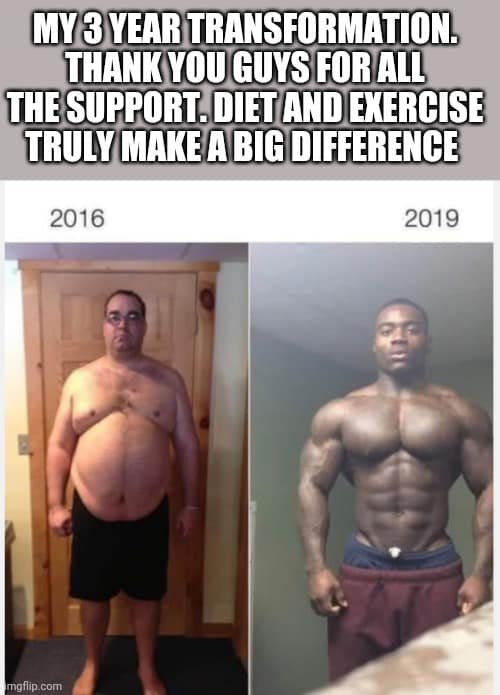 MY 3 YEAR TRANSFORMATION.
THANK YOU GUYS FOR ALL
THE SUPPORT. DIET AND EXERCISE
TRULY MAKE A BIG DIFFERENCE
2016 2019
imgflip.com